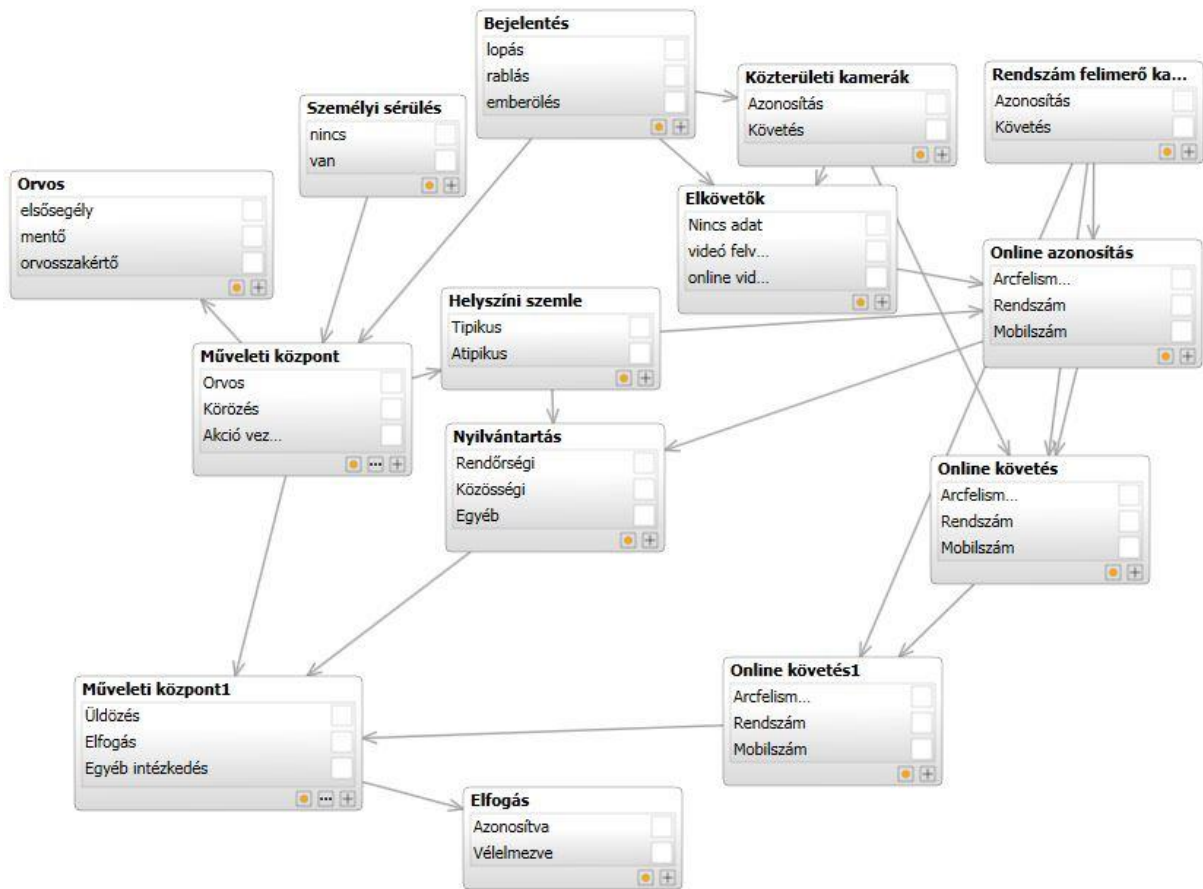 Bejelentés
lopás
rablás
emberölés
Közterületi kamerák
Azonosítás
Követés
Rendszám felimerő ka...
Azonosítás
Követés
Személyi sérülés
nincs
van
Orvos
elsősegély
mentő
orvosszakértő
Elkövetők
Nincs adat
videó felv...
online vid...
Online azonosítás
Arcfelism...
Rendszám
Mobilszám
Helyszíni szemle
Tipikus
Atipikus
Műveleti központ
Orvos
Körözés
Akció vez...
Nyilvántartás
Rendőrségi
Közösségi
Egyéb
Online követés
Arcfelism...
Rendszám
Mobilszám
Online követés1
Arcfelism...
Rendszám
Mobilszám
Műveleti központ1
Üldözés
Elfogás
Egyéb intézkedés
Elfogás
Azonosítva
Vélelmezve